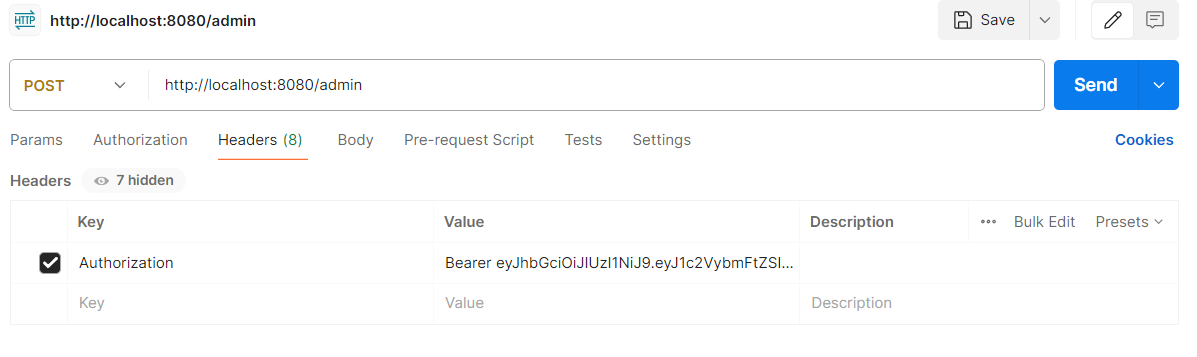 HTTP http://localhost:8080/admin Save
POST http://localhost:8080/admin Send
Params Authorization Headers (8) Body Pre-request Script Tests Settings Cookies
Headers 7 hidden
Key Value Description ••• Bulk Edit Presets
Authorization Bearer eyJhbGciOiJIUzI1NiJ9.eyJ1c2VybmFtZSI...
Key Value Description